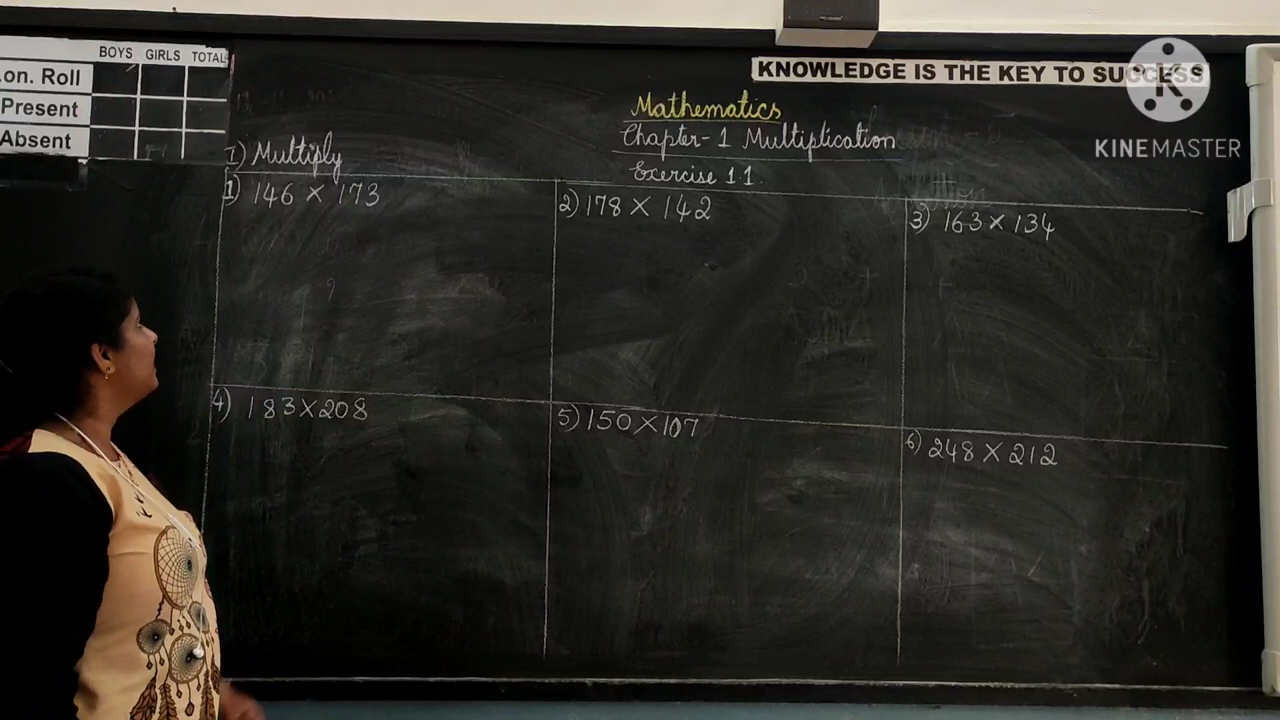 BOYS GIRLS TOTAL
on. Roll
Present
Absent
KNOWLEDGE IS THE KEY TO SUCCESS
KINEMASTER
Mathematics
Chapter-1 Multiplication
Exercise 1 1.
I) Multiply
1) 146 X 173
2) 178 X 142
3) 163 X 134
4) 183 X 208
5) 150 X 107
6) 248 X 212